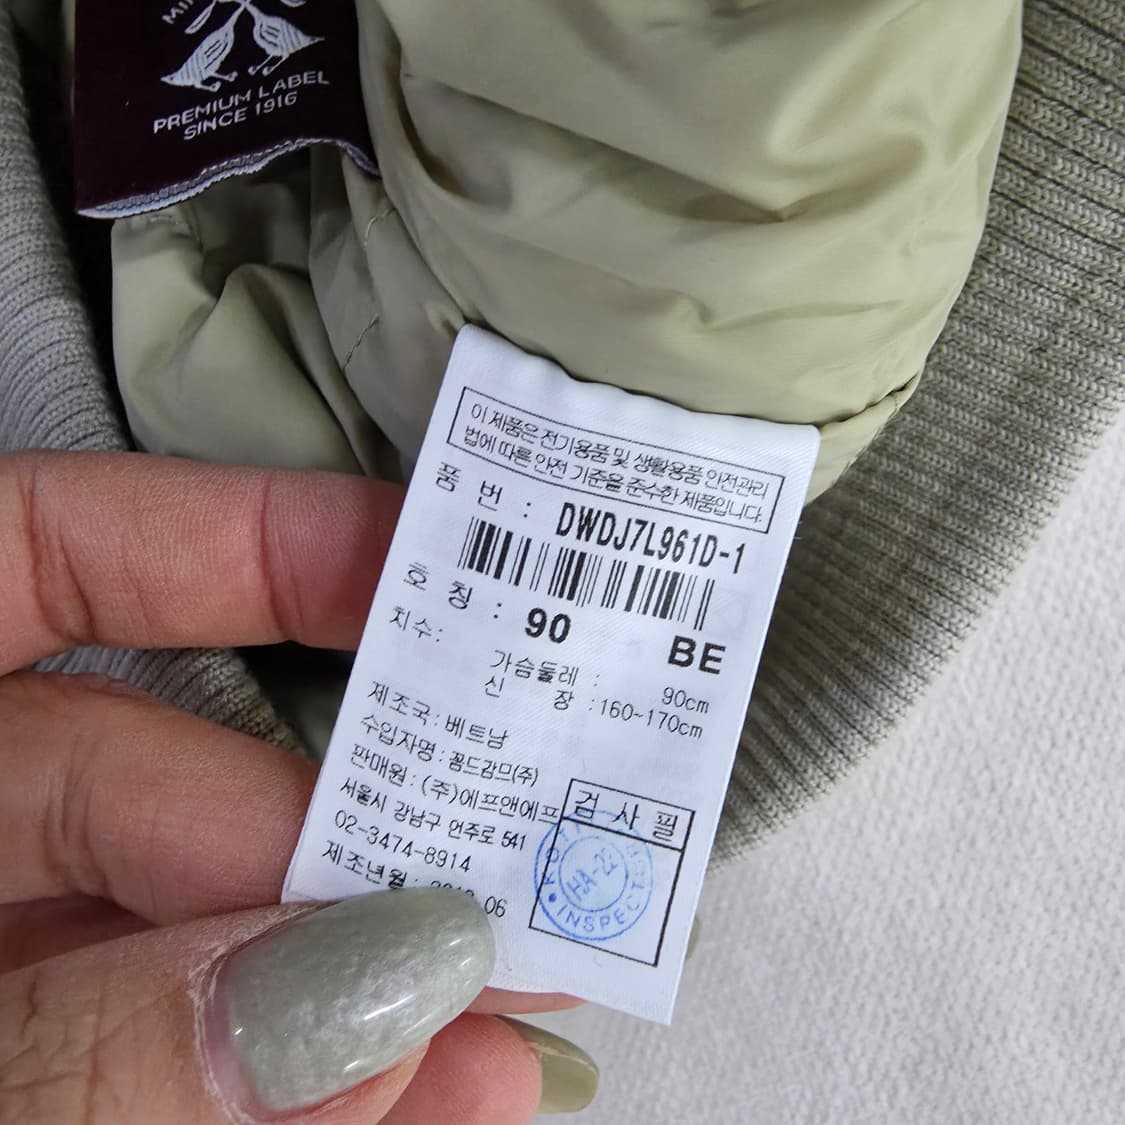 PREMIUM LABEL
SINCE 1916
이 제품은 전기용품 및 생활용품 안전관리
법에 따른 안전 기준을 준수한 제품입니다.
품 번 : DWDJ7L961D-1
호 칭 : 90 BE
치수:
가슴둘레 : 90cm
신 장 :160~170cm
제조국: 베트남
수입자명: 꼼드감므(주)
판매원: (주)에프앤에프
서울시 강남구 언주로 541
02-3474-8914
제조년월: 06
검 사 필
HA-22
INSPECT